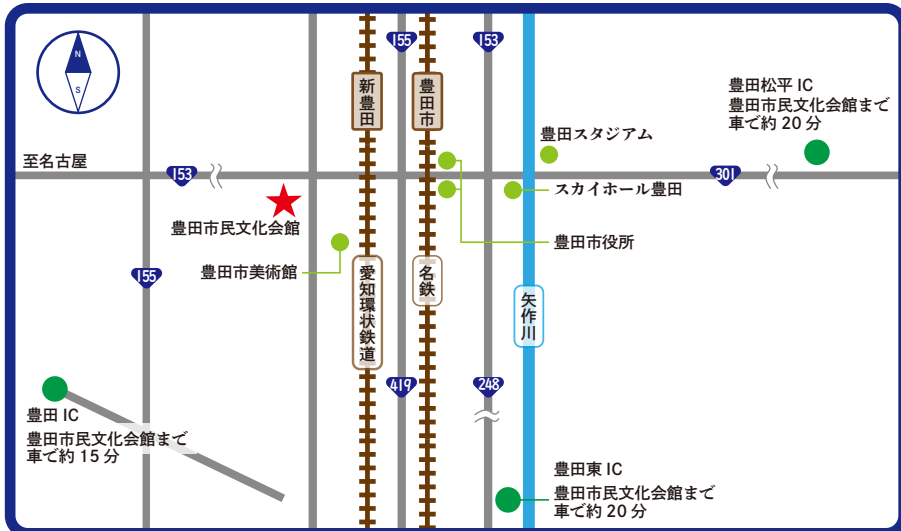 N
S
155
153
新豊田
豊田市
豊田松平 IC
豊田市民文化会館まで
車で約 20 分
豊田スタジアム
至名古屋
153
301
スカイホール豊田
豊田市民文化会館
豊田市役所
豊田市美術館
155
愛知環状鉄道
名鉄
矢作川
419
248
豊田 IC
豊田市民文化会館まで
車で約 15 分
豊田東 IC
豊田市民文化会館まで
車で約 20 分